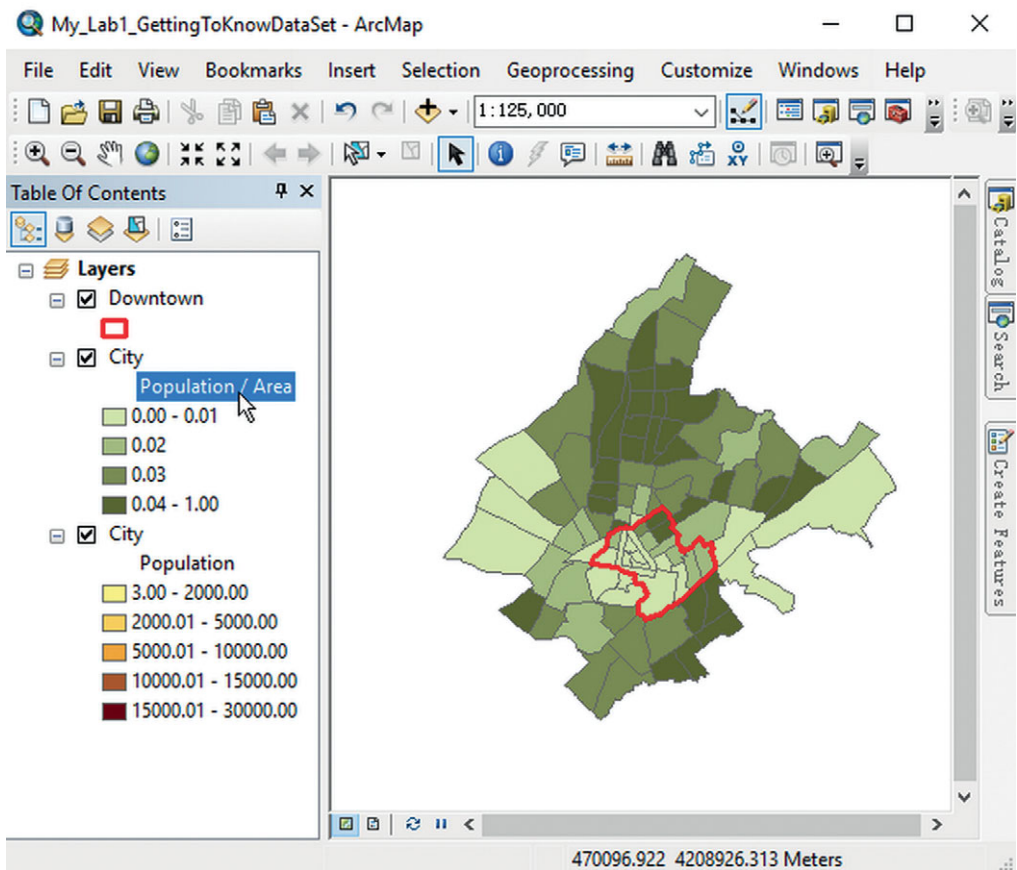 My_Lab1_GettingToKnowDataSet - ArcMap
File Edit View Bookmarks Insert Selection Geoprocessing Customize Windows Help
1:125,000
XY
Table Of Contents
Layers
Downtown
City
Population / Area
0.00 - 0.01
0.02
0.03
0.04 - 1.00
City
Population
3.00 - 2000.00
2000.01 - 5000.00
5000.01 - 10000.00
10000.01 - 15000.00
15000.01 - 30000.00
Catalog
Search
Create Features
470096.922 4208926.313 Meters